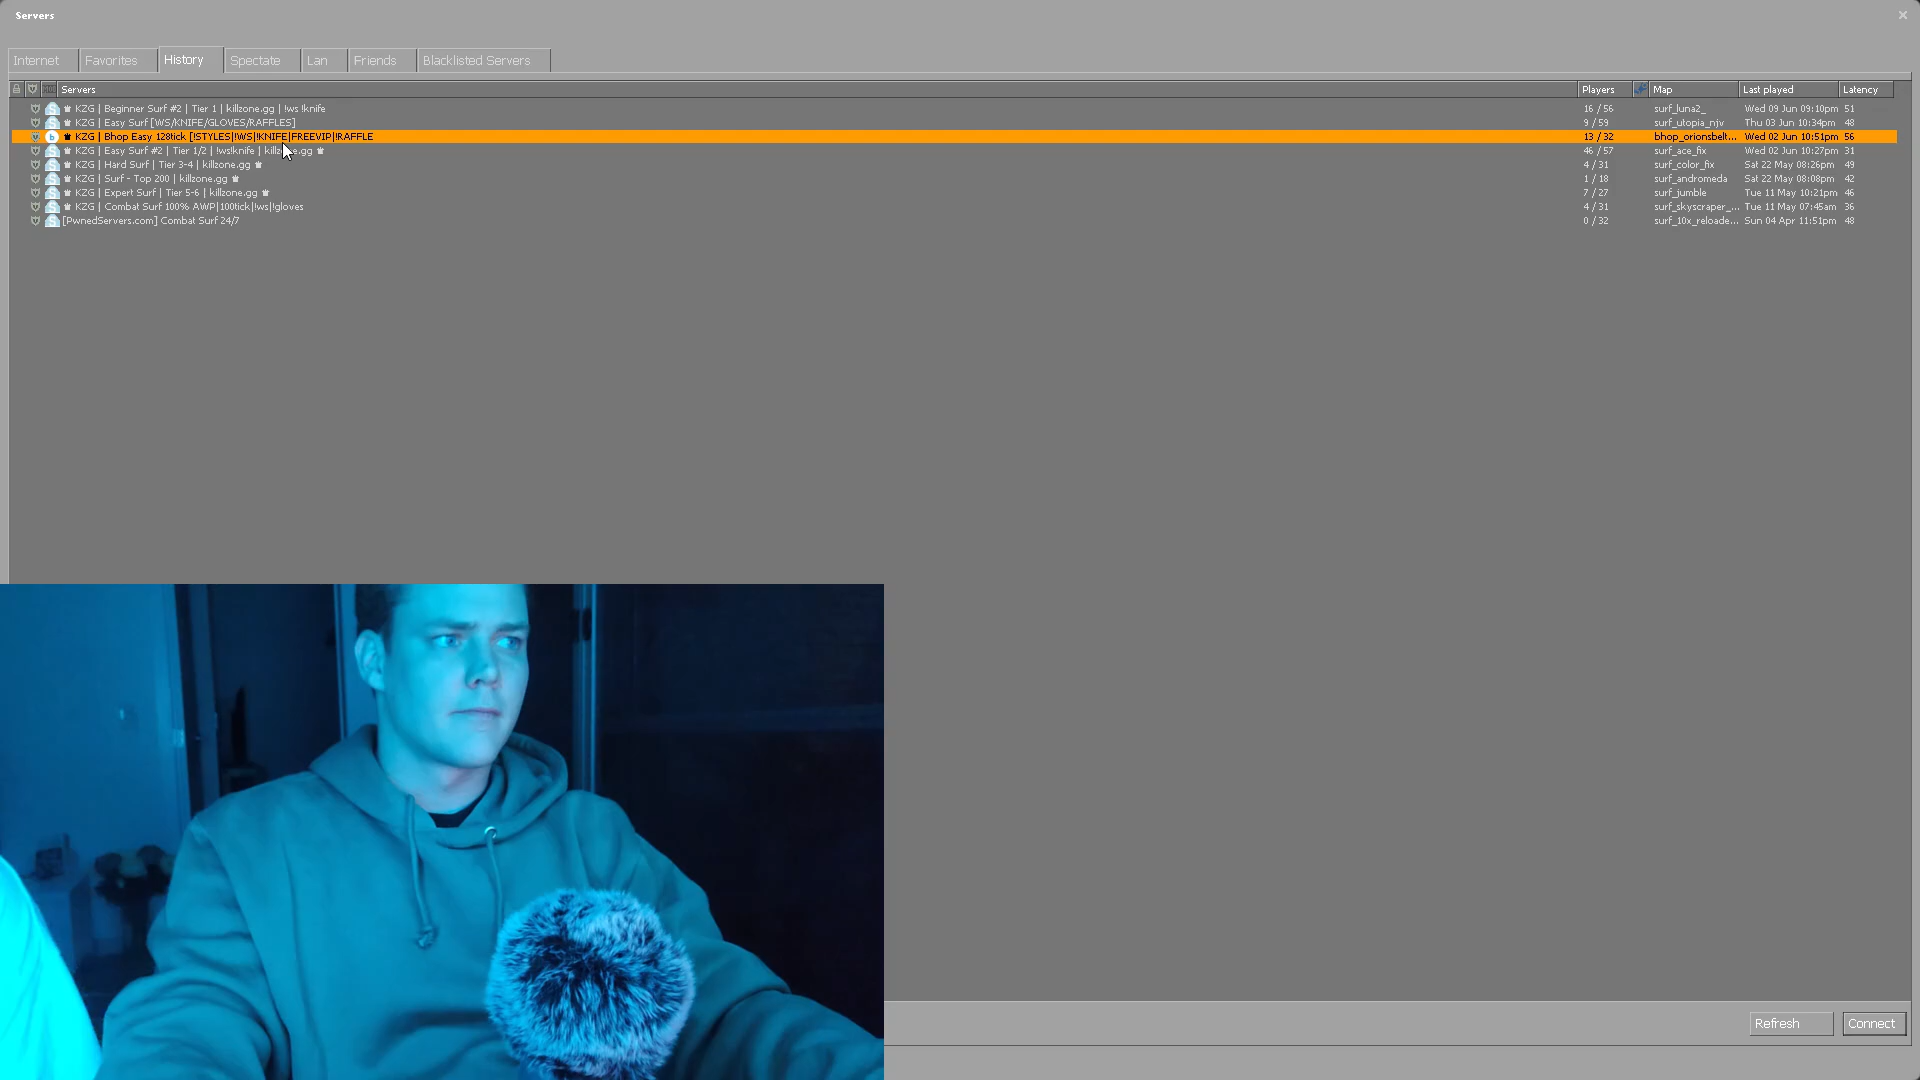 Servers
Internet Favorites History Spectate Lan Friends Blacklisted Servers
Servers Players Map Last played Latency
KZG | Beginner Surf #2 | Tier 1 | killzone.gg | !ws !knife 16 / 56 surf_luna2_ Wed 09 Jun 09:10pm 51
KZG | Easy Surf [WS/KNIFE/GLOVES/RAFFLES] 9 / 59 surf_utopia_njv Thu 03 Jun 10:34pm 48
KZG | Bhop Easy 128tick [!STYLES|!WS|!KNIFE|FREEVIP|!RAFFLE 13 / 32 bhop_orionsbelt... Wed 02 Jun 10:51pm 56
KZG | Easy Surf #2 | Tier 1/2 | !ws!knife | killzone.gg 46 / 57 surf_ace_fix Wed 02 Jun 10:27pm 31
KZG | Hard Surf | Tier 3-4 | killzone.gg 4 / 31 surf_color_fix Sat 22 May 08:26pm 49
KZG | Surf - Top 200 | killzone.gg 1 / 18 surf_andromeda Sat 22 May 08:08pm 42
KZG | Expert Surf | Tier 5-6 | killzone.gg 7 / 27 surf_jumble Tue 11 May 10:21pm 46
KZG | Combat Surf 100% AWP|100tick|!ws|!gloves 4 / 31 surf_skyscraper_... Tue 11 May 07:45am 36
[PwnedServers.com] Combat Surf 24/7 0 / 32 surf_10x_reloade... Sun 04 Apr 11:51pm 48
Refresh Connect